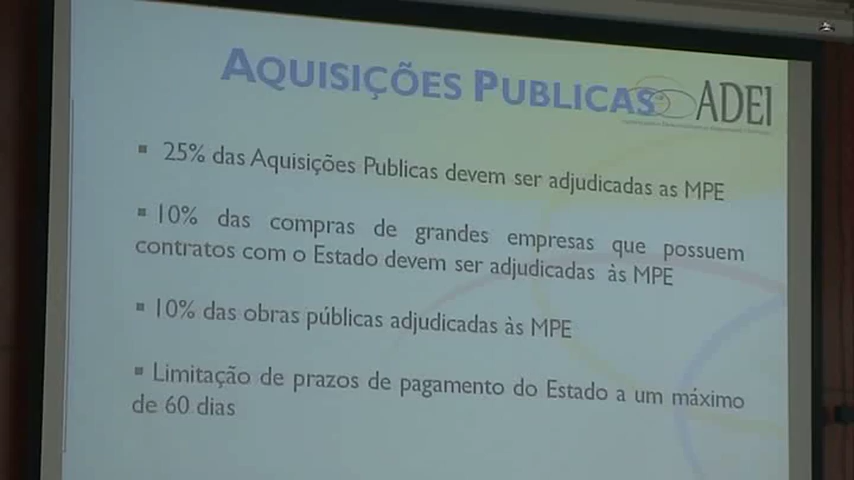 AQUISIÇÕES PUBLICAS
ADEI
▪ 25% das Aquisições Publicas devem ser adjudicadas as MPE
▪ 10% das compras de grandes empresas que possuem
contratos com o Estado devem ser adjudicadas às MPE
▪ 10% das obras públicas adjudicadas às MPE
▪ Limitação de prazos de pagamento do Estado a um máximo
de 60 dias